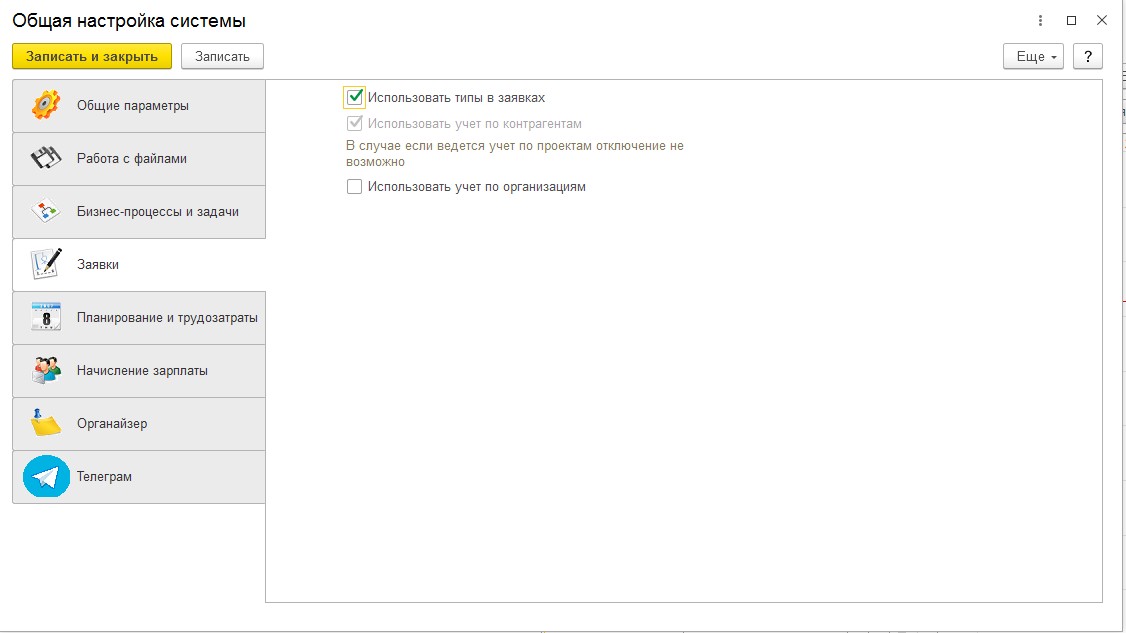 Общая настройка системы
Записать и закрыть
Записать
Еще
?
Общие параметры
Работа с файлами
Бизнес-процессы и задачи
Заявки
8
Планирование и трудозатраты
Начисление зарплаты
Органайзер
Телеграм
Использовать типы в заявках
Использовать учет по контрагентам
В случае если ведется учет по проектам отключение не
возможно
Использовать учет по организациям